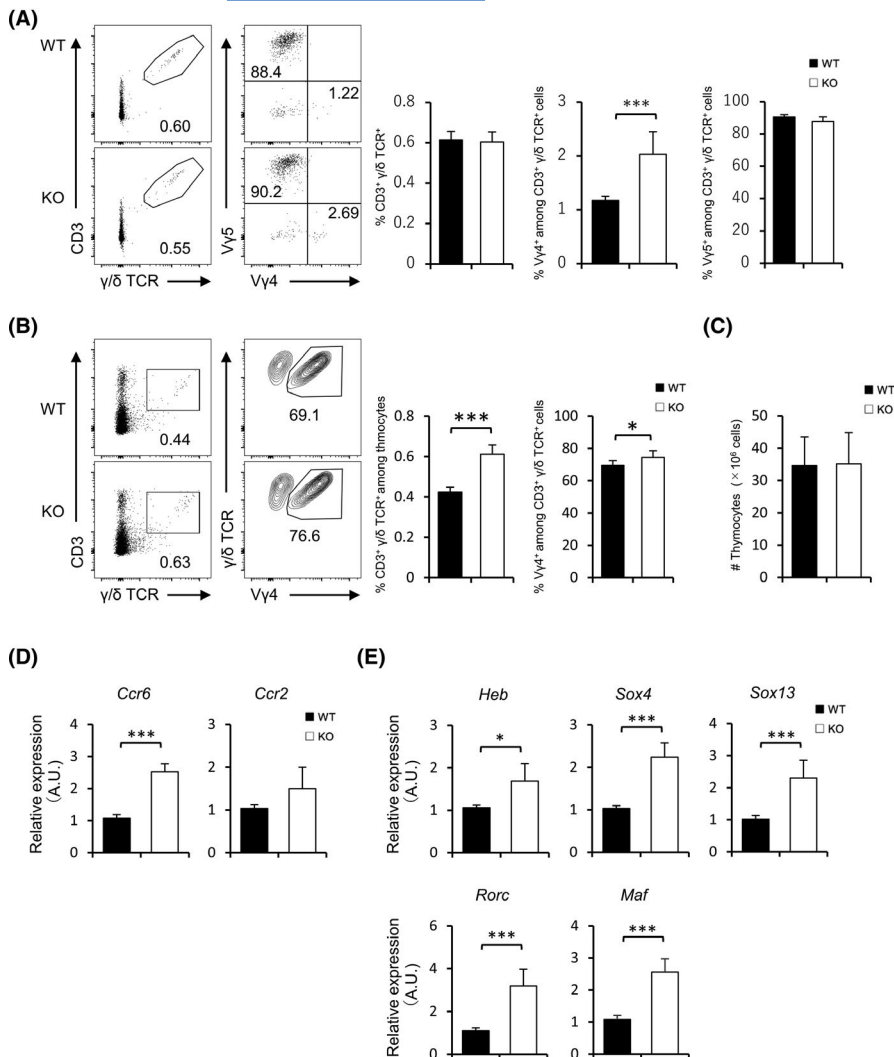 (A)
WT
KO
CD3
γ/δ TCR
0.60
0.55
Vγ5
Vγ4
88.4
1.22
90.2
2.69
% CD3⁺ γ/δ TCR⁺
0.8
0.6
0.4
0.2
0
% Vγ4⁺ among CD3⁺ γ/δ TCR⁺ cells
3
2
1
0
***
% Vγ5⁺ among CD3⁺ γ/δ TCR⁺ cells
100
80
60
40
20
0
WT
KO
(B)
WT
KO
CD3
γ/δ TCR
0.44
0.63
γ/δ TCR
Vγ4
69.1
76.6
% CD3⁺ γ/δ TCR⁺ among thmocytes
0.8
0.6
0.4
0.2
0
***
% Vγ4⁺ among CD3⁺ γ/δ TCR⁺ cells
100
80
60
40
20
0
*
WT
KO
(C)
# Thymocytes (×10⁶ cells)
50
40
30
20
10
0
WT
KO
(D)
Ccr6
Relative expression
(A.U.)
4
3
2
1
0
***
Ccr2
3
2
1
0
WT
KO
(E)
Heb
Relative expression
(A.U.)
3
2
1
0
*
Sox4
3
2
1
0
***
Sox13
4
3
2
1
0
***
WT
KO
Rorc
Relative expression
(A.U.)
6
4
2
0
***
Maf
4
3
2
1
0
***